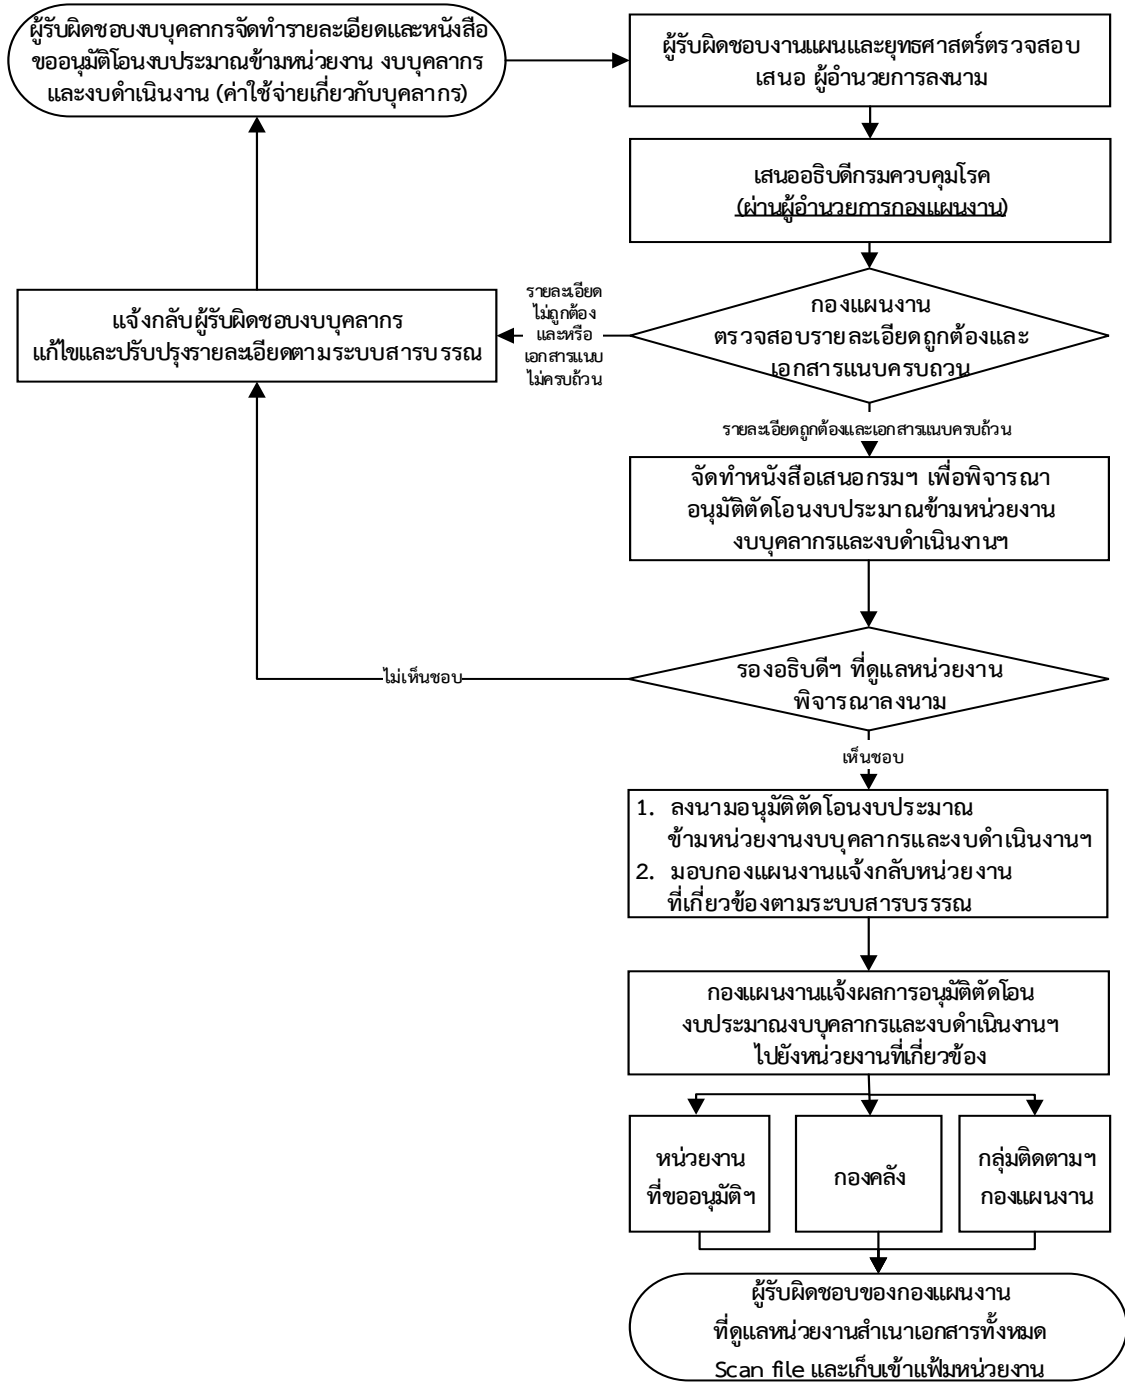 ผู้รับผิดชอบงบบุคลากรจัดทำรายละเอียดและหนังสือ
ขออนุมัติโอนงบประมาณข้ามหน่วยงาน งบบุคลากร
และงบดำเนินงาน (ค่าใช้จ่ายเกี่ยวกับบุคลากร)
ผู้รับผิดชอบงานแผนและยุทธศาสตร์ตรวจสอบ
เสนอ ผู้อำนวยการลงนาม
เสนออธิบดีกรมควบคุมโรค
(ผ่านผู้อำนวยการกองแผนงาน)
กองแผนงาน
ตรวจสอบรายละเอียดถูกต้องและ
เอกสารแนบครบถวน
รายละเอียด
ไม่ถูกต้อง
และหรือ
เอกสารแนบ
ไม่ครบถ้วน
แจ้งกลับผู้รับผิดชอบงบบุคลากร
แก้ไขและปรับปรุงรายละเอียดตามระบบสารบรรณ
รายละเอียดถูกต้องและเอกสารแนบครบถ้วน
จัดทำหนังสือเสนอกรมฯ เพื่อพิจารณา
อนุมัติตัดโอนงบประมาณข้ามหน่วยงาน
งบบุคลากรและงบดำเนินงานฯ
รองอธิบดีฯ ที่ดูแลหน่วยงาน
พิจารณาลงนาม
ไม่เห็นชอบ
เห็นชอบ
1. ลงนามอนุมัติตัดโอนงบประมาณ
ข้ามหน่วยงานงบบุคลากรและงบดำเนินงานฯ
2. มอบกองแผนงานแจ้งกลับหน่วยงาน
ที่เกี่ยวข้องตามระบบสารบรรรณ
กองแผนงานแจ้งผลการอนุมัติตัดโอน
งบประมาณงบบุคลากรและงบดำเนินงานฯ
ไปยังหน่วยงานที่เกี่ยวข้อง
หน่วยงาน
ที่ขออนุมัติฯ
กองคลัง
กลุ่มติดตามฯ
กองแผนงาน
ผู้รับผิดชอบของกองแผนงาน
ที่ดูแลหน่วยงานสำเนาเอกสารทั้งหมด
Scan file และเก็บเข้าแฟ้มหน่วยงาน